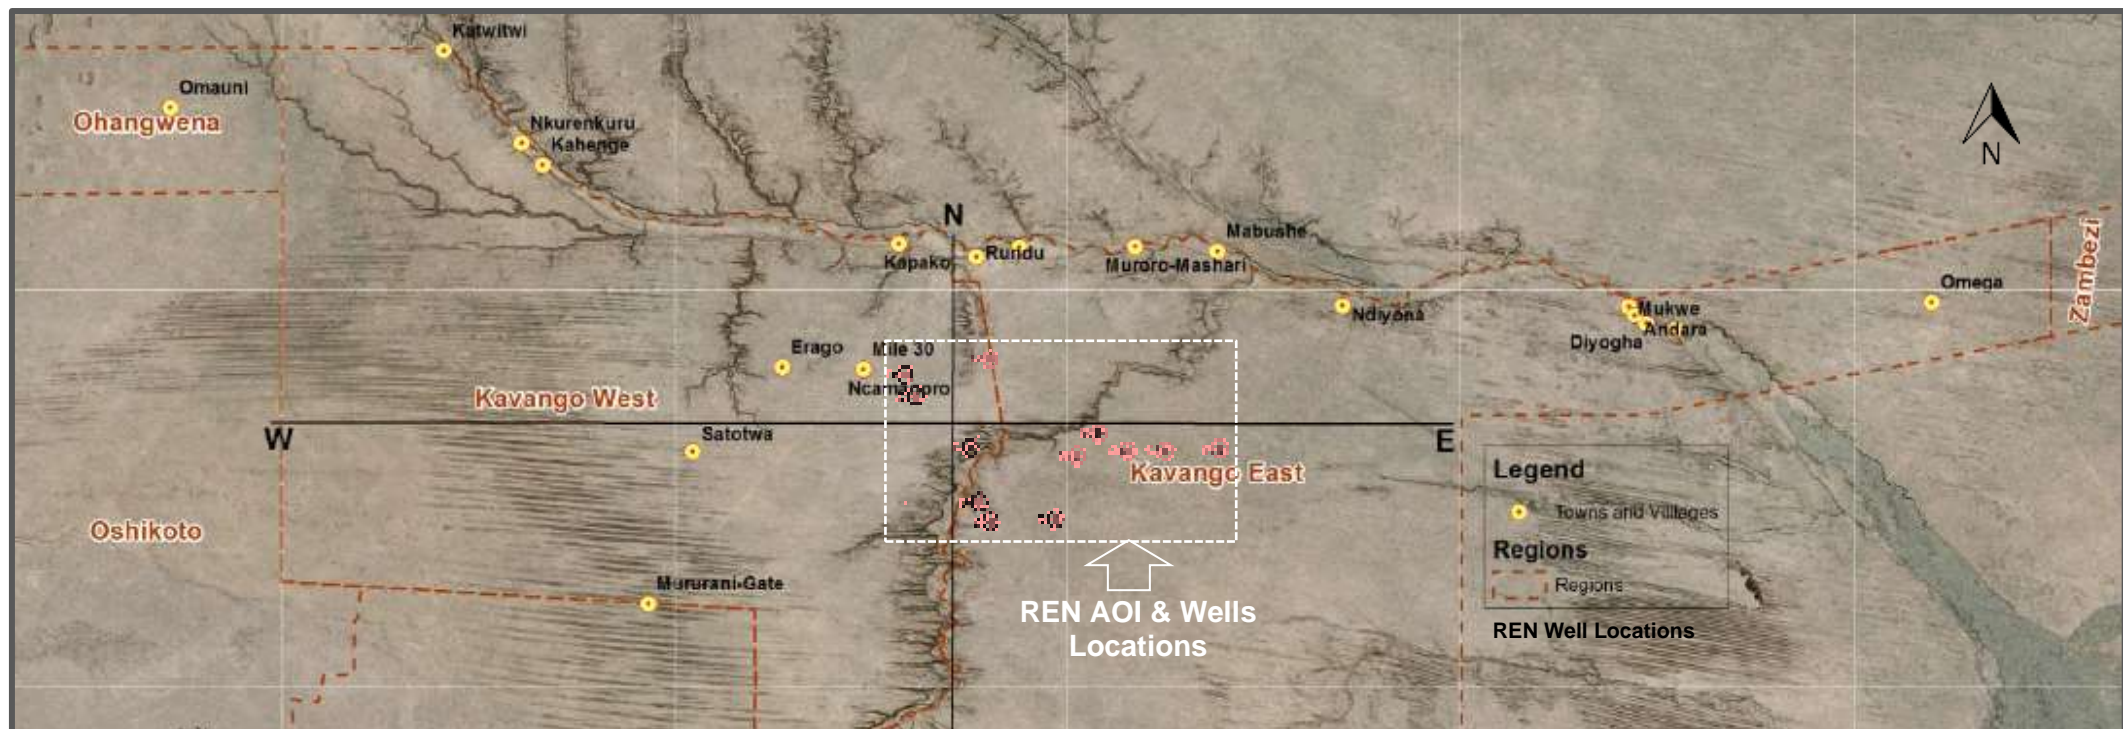 Katwitwi
Omauni
Ohangwena
Nkurenkuru
Kahenge
N
N
Kapako
Rundu
Mabushe
Muroro-Mashari
Zambezi
Omega
Ndiyona
Mukwe
Andara
Diyogha
Erago
Mile 30
Ncamagoro
Kavango West
W
Satotwa
E
Kavango East
Oshikoto
Mururani-Gate
REN AOI & Wells
Locations
Legend
Towns and Villages
Regions
Regions
REN Well Locations